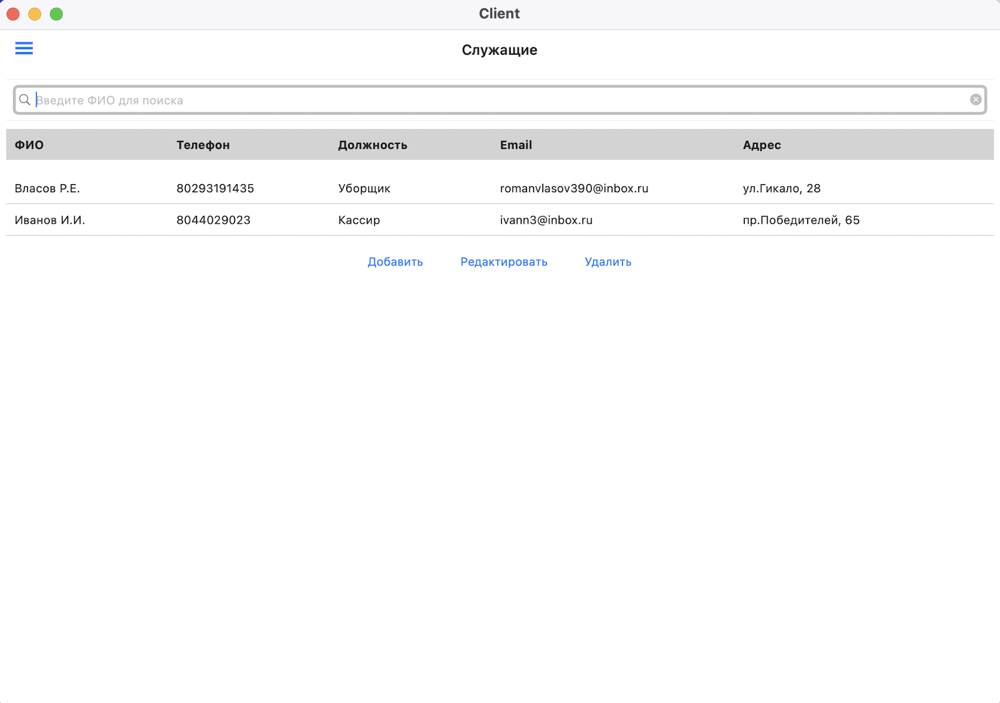 Client
Служащие
Введите ФИО для поиска
ФИО Телефон Должность Email Адрес
Власов Р.Е. 80293191435 Уборщик romanvlasov390@inbox.ru ул.Гикало, 28
Иванов И.И. 8044029023 Кассир ivann3@inbox.ru пр.Победителей, 65
Добавить Редактировать Удалить